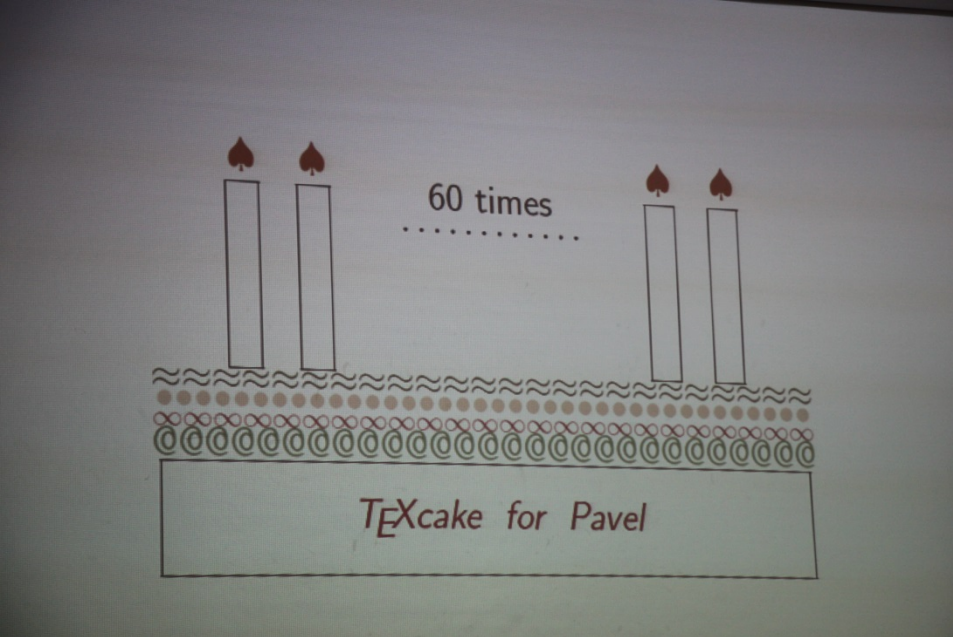 60 times
............
≈≈≈≈≈≈≈≈≈≈≈≈≈≈≈≈≈≈≈≈≈≈≈≈
∞∞∞∞∞∞∞∞∞∞∞∞∞∞∞∞∞∞∞∞∞∞∞∞
@@@@@@@@@@@@@@@@@@@@@@@@@@@@
TEXcake for Pavel